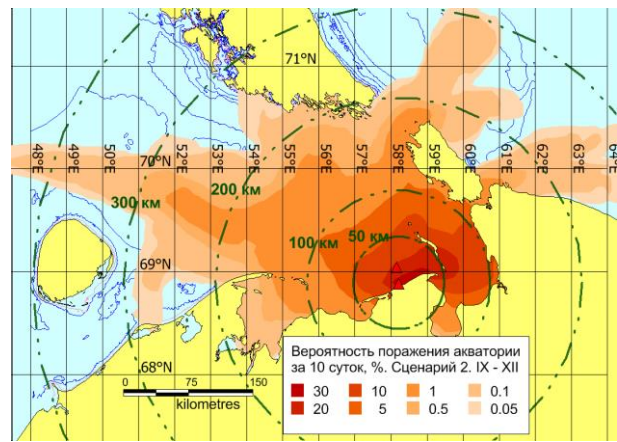 71°N
48°E 49°E 50°E 52°E 53°E 54°E 55°E 56°E 57°E 58°E 59°E 60°E 61°E 62°E 63°E 64°E
70°N
300 км 200 км
100 км 50 км
69°N
68°N
0 75 150
kilometres
Вероятность поражения акватории
за 10 суток, %. Сценарий 2. IX - XII
30 10 1 0.1
20 5 0.5 0.05